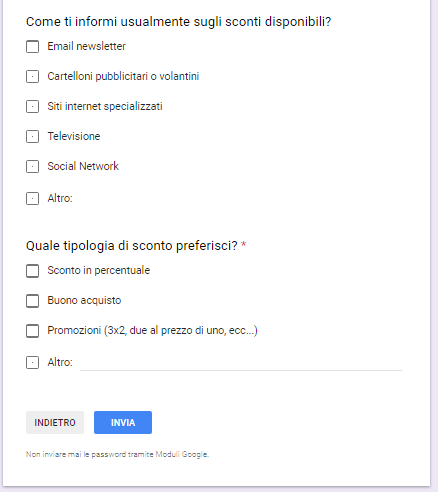 Come ti informi usualmente sugli sconti disponibili?
Email newsletter
Cartelloni pubblicitari o volantini
Siti internet specializzati
Televisione
Social Network
Altro:
Quale tipologia di sconto preferisci? *
Sconto in percentuale
Buono acquisto
Promozioni (3x2, due al prezzo di uno, ecc...)
Altro:
INDIETRO INVIA
Non inviare mai le password tramite Moduli Google.